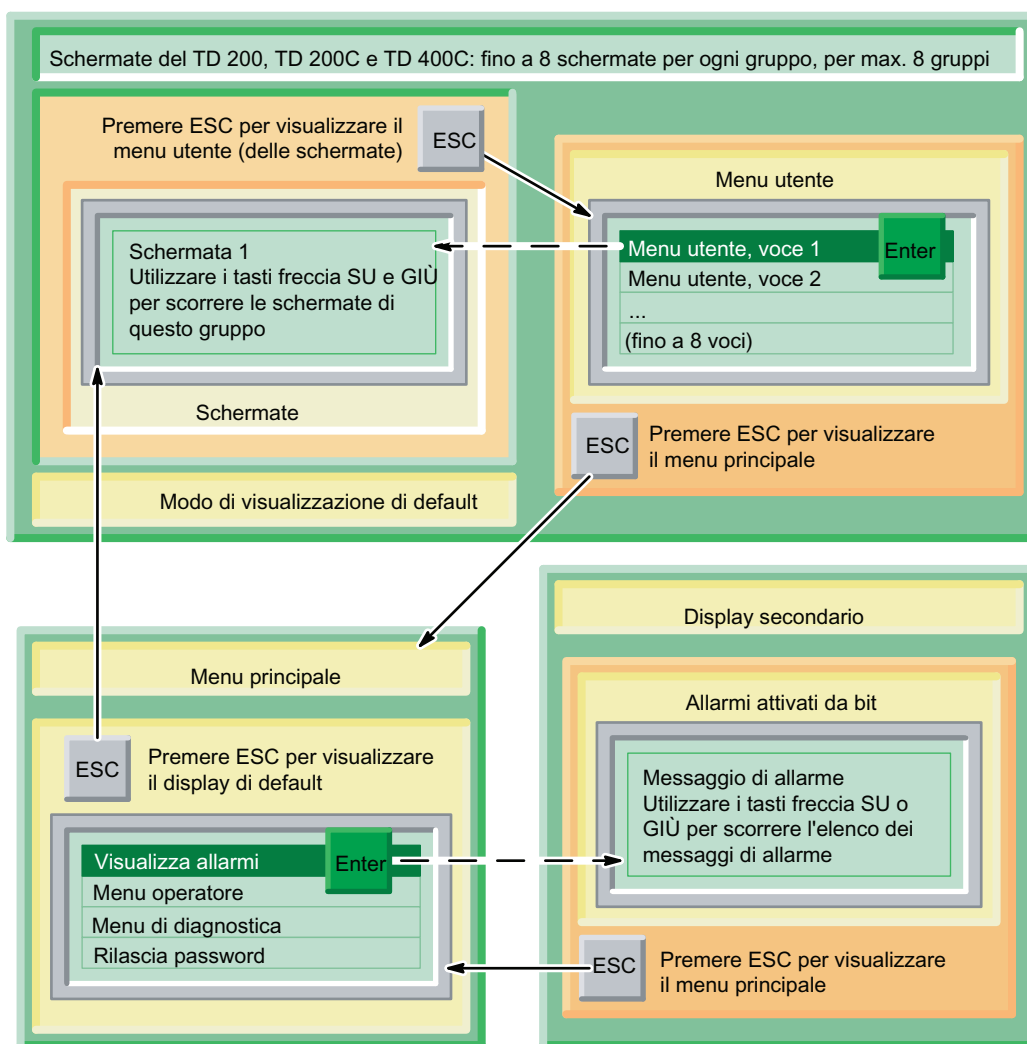 Schermate del TD 200, TD 200C e TD 400C: fino a 8 schermate per ogni gruppo, per max. 8 gruppi
Premere ESC per visualizzare il
menu utente (delle schermate)
ESC
Schermata 1
Utilizzare i tasti freccia SU e GIÙ
per scorrere le schermate di
questo gruppo
Schermate
Modo di visualizzazione di default
Menu utente
Menu utente, voce 1
Enter
Menu utente, voce 2
...
(fino a 8 voci)
ESC
Premere ESC per visualizzare
il menu principale
Menu principale
ESC
Premere ESC per visualizzare
il display di default
Visualizza allarmi
Enter
Menu operatore
Menu di diagnostica
Rilascia password
Display secondario
Allarmi attivati da bit
Messaggio di allarme
Utilizzare i tasti freccia SU o
GIÙ per scorrere l'elenco dei
messaggi di allarme
ESC
Premere ESC per visualizzare
il menu principale